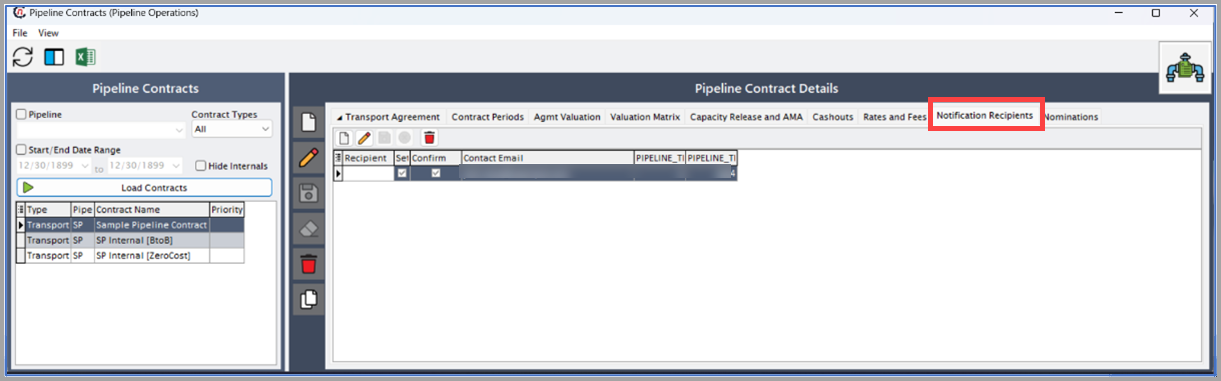 Pipeline Contracts (Pipeline Operations)
File View
Pipeline Contracts
Pipeline Contract Details
Pipeline Contract Types
All
Start/End Date Range
12/30/1899 to 12/30/1899 Hide Internals
Load Contracts
Type Pipe Contract Name Priority
Transport SP Sample Pipeline Contract
Transport SP SP Internal [BtoB]
Transport SP SP Internal [ZeroCost]
Transport Agreement Contract Periods Agmt Valuation Valuation Matrix Capacity Release and AMA Cashouts Rates and Fees Notification Recipients Nominations
Recipient Set Confirm Contact Email PIPELINE_TI PIPELINE_TI
4